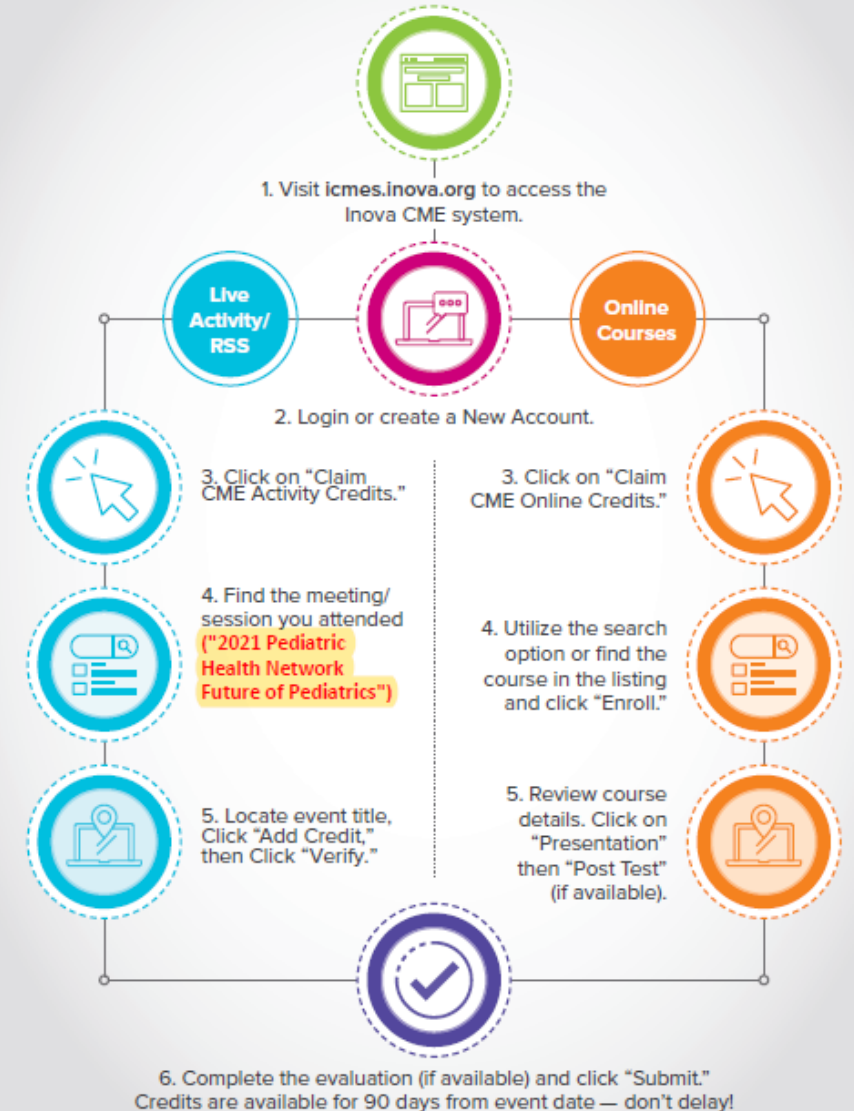 1. Visit icmes.inova.org to access the
Inova CME system.
Live
Activity/
RSS
Online
Courses
2. Login or create a New Account.
3. Click on “Claim
CME Activity Credits.”
4. Find the meeting/
session you attended
("2021 Pediatric
Health Network
Future of Pediatrics")
5. Locate event title,
Click “Add Credit,”
then Click “Verify.”
3. Click on “Claim
CME Online Credits.”
4. Utilize the search
option or find the
course in the listing
and click “Enroll.”
5. Review course
details. Click on
“Presentation”
then “Post Test”
(if available).
6. Complete the evaluation (if available) and click “Submit.”
Credits are available for 90 days from event date — don’t delay!